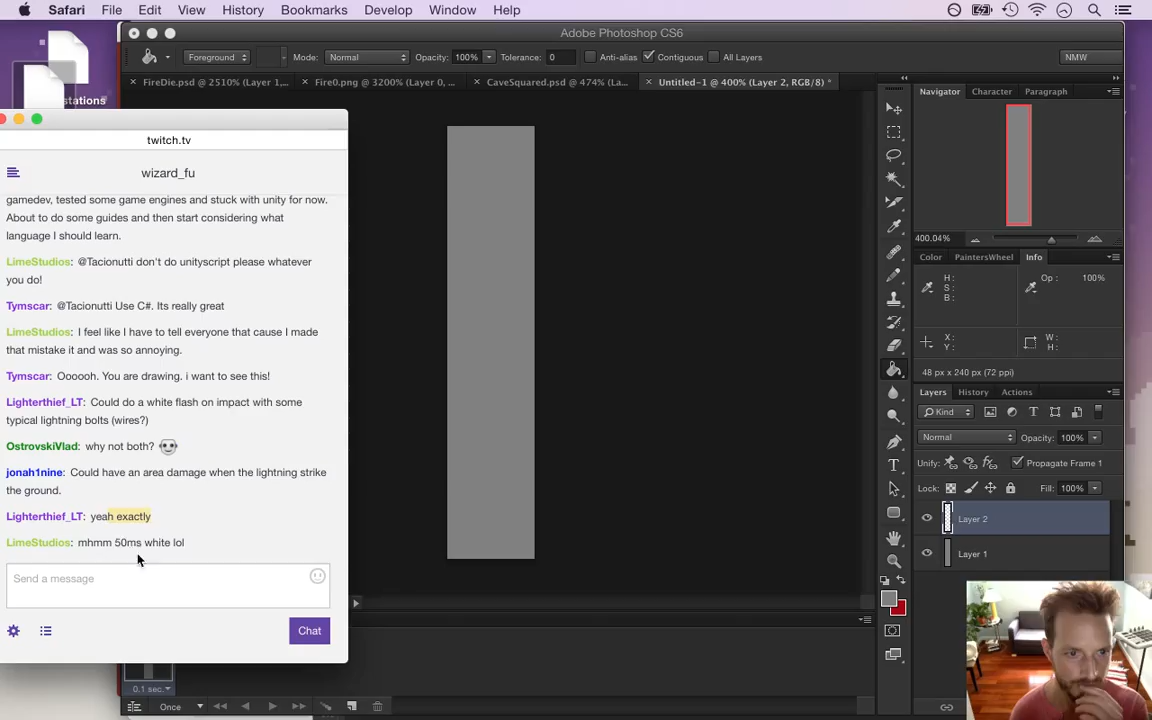 Safari File Edit View History Bookmarks Develop Window Help
Adobe Photoshop CS6
Foreground Mode: Normal Opacity: 100% Tolerance: 0 Anti-alias Contiguous All Layers NMW
FireDie.psd @ 2510% (Layer 1,... Fire0.png @ 3200% (Layer 0, ... CaveSquared.psd @ 474% (La... Untitled-1 @ 400% (Layer 2, RGB/8) *
stations
twitch.tv
wizard_fu
gamedev, tested some game engines and stuck with unity for now.
About to do some guides and then start considering what
language I should learn.
LimeStudios: @Tacionutti don't do unityscript please whatever
you do!
Tymscar: @Tacionutti Use C#. Its really great
LimeStudios: I feel like I have to tell everyone that cause I made
that mistake it and was so annoying.
Tymscar: Oooooh. You are drawing. i want to see this!
Lighterthief_LT: Could do a white flash on impact with some
typical lightning bolts (wires?)
OstrovskiVlad: why not both?
jonah1nine: Could have an area damage when the lightning strike
the ground.
Lighterthief_LT: yeah exactly
LimeStudios: mhmm 50ms white lol
Send a message
Chat
0.1 sec.
Once
Navigator Character Paragraph
400.04%
Color PaintersWheel Info
H:
S:
B:
Op: 100%
X:
Y:
W:
H:
48 px x 240 px (72 ppi)
Layers History Actions
Kind
Normal Opacity: 100%
Unify: Propagate Frame 1
Lock: Fill: 100%
Layer 2
Layer 1